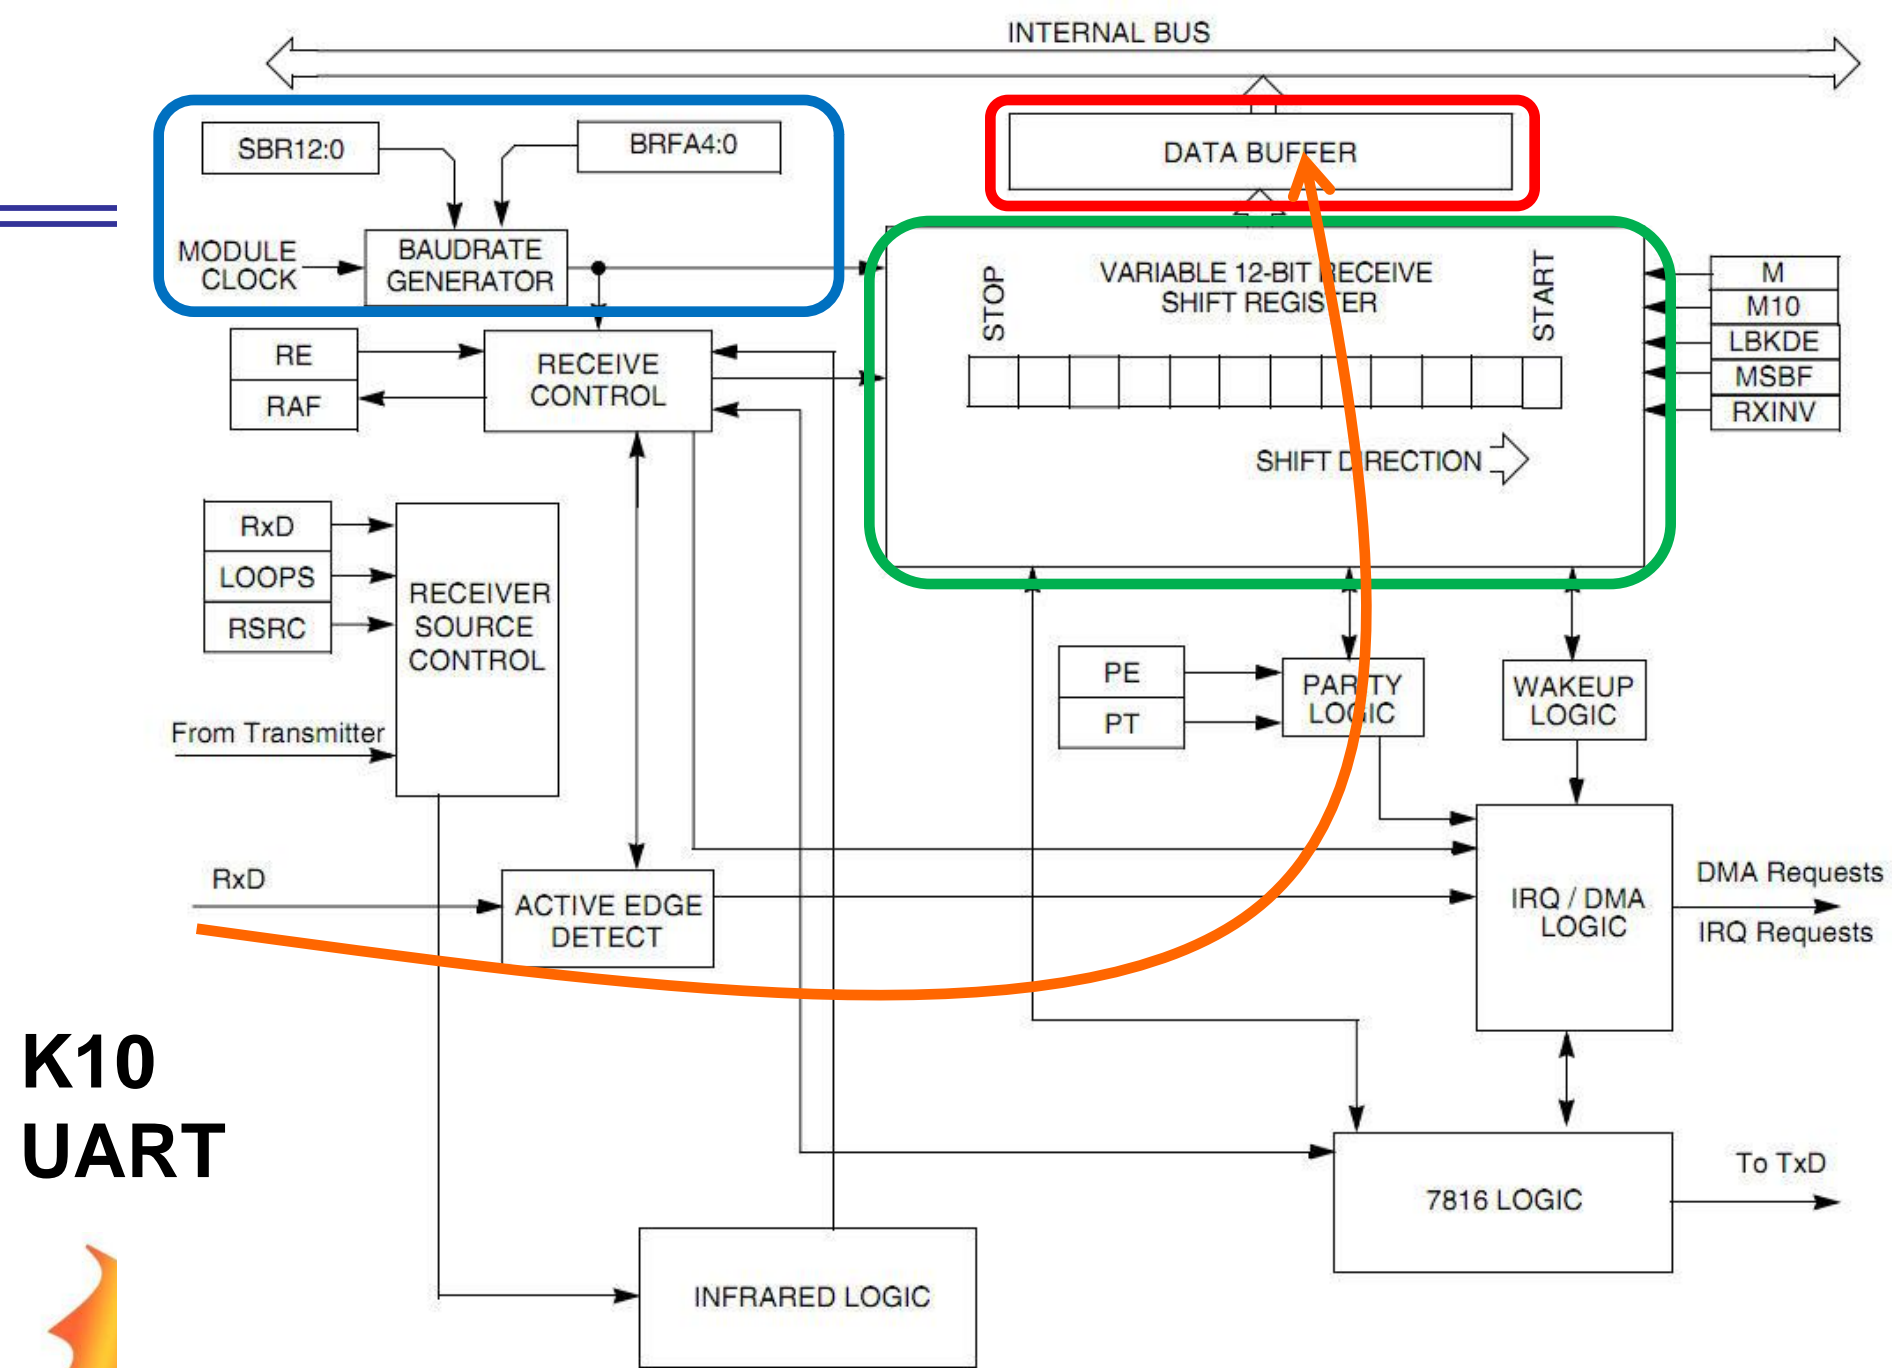 INTERNAL BUS
SBR12:0
BRFA4:0
DATA BUFFER
MODULE
CLOCK
BAUDRATE
GENERATOR
STOP
VARIABLE 12-BIT RECEIVE
SHIFT REGISTER
START
M
M10
LBKDE
MSBF
RXINV
RE
RAF
RECEIVE
CONTROL
SHIFT DIRECTION
RxD
LOOPS
RSRC
RECEIVER
SOURCE
CONTROL
From Transmitter
PE
PT
PARITY
LOGIC
WAKEUP
LOGIC
RxD
ACTIVE EDGE
DETECT
IRQ / DMA
LOGIC
DMA Requests
IRQ Requests
K10
UART
7816 LOGIC
To TxD
INFRARED LOGIC